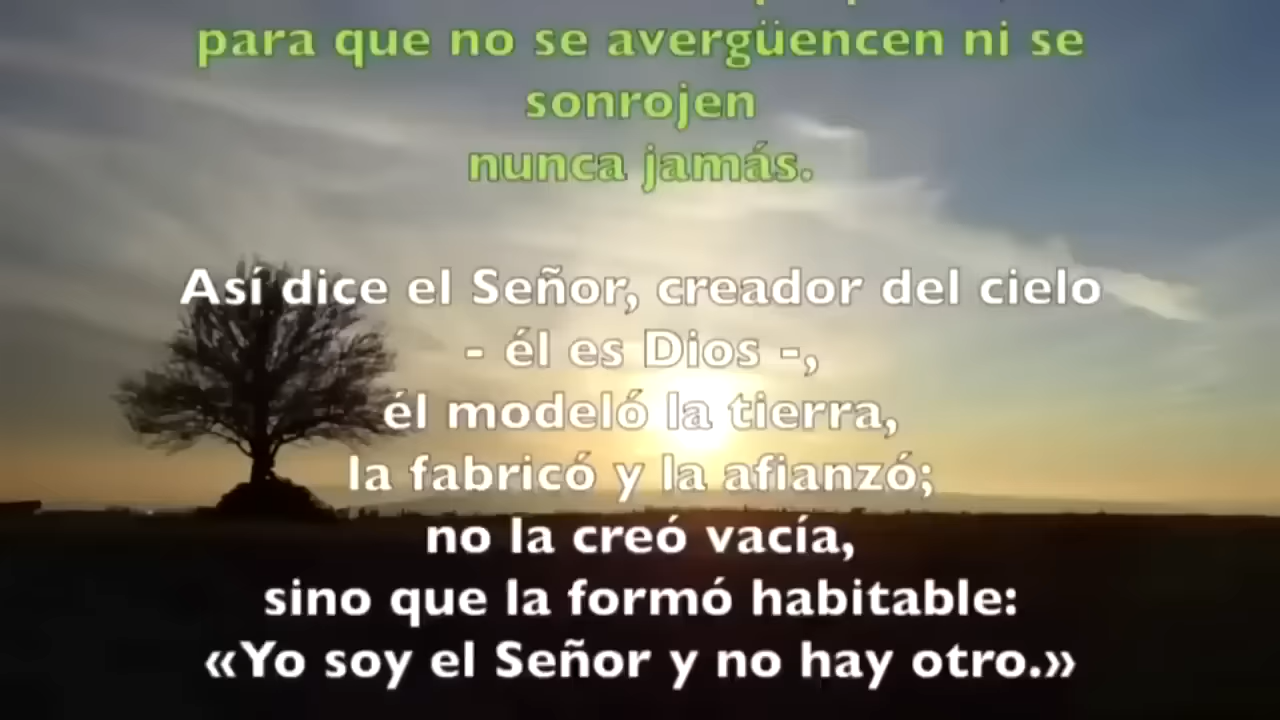 para que no se avergüencen ni se
sonrojen
nunca jamás.
Así dice el Señor, creador del cielo
- él es Dios -,
él modeló la tierra,
la fabricó y la afianzó;
no la creó vacía,
sino que la formó habitable:
«Yo soy el Señor y no hay otro.»